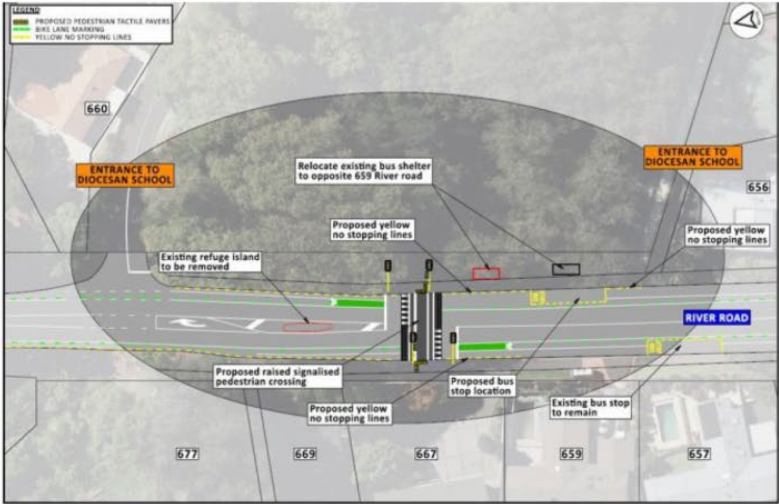 LEGEND
PROPOSED PEDESTRIAN TACTILE PAVERS
BIKE LANE MARKING
YELLOW NO STOPPING LINES
660
ENTRANCE TO
DIOCESAN SCHOOL
Relocate existing bus shelter
to opposite 659 River road
ENTRANCE TO
DIOCESAN SCHOOL
656
Proposed yellow
no stopping lines
Proposed yellow
no stopping lines
Existing refuge island
to be removed
RIVER ROAD
Proposed raised signalised
pedestrian crossing
Proposed bus
stop location
Existing bus stop
to remain
Proposed yellow
no stopping lines
677
669
667
659
657